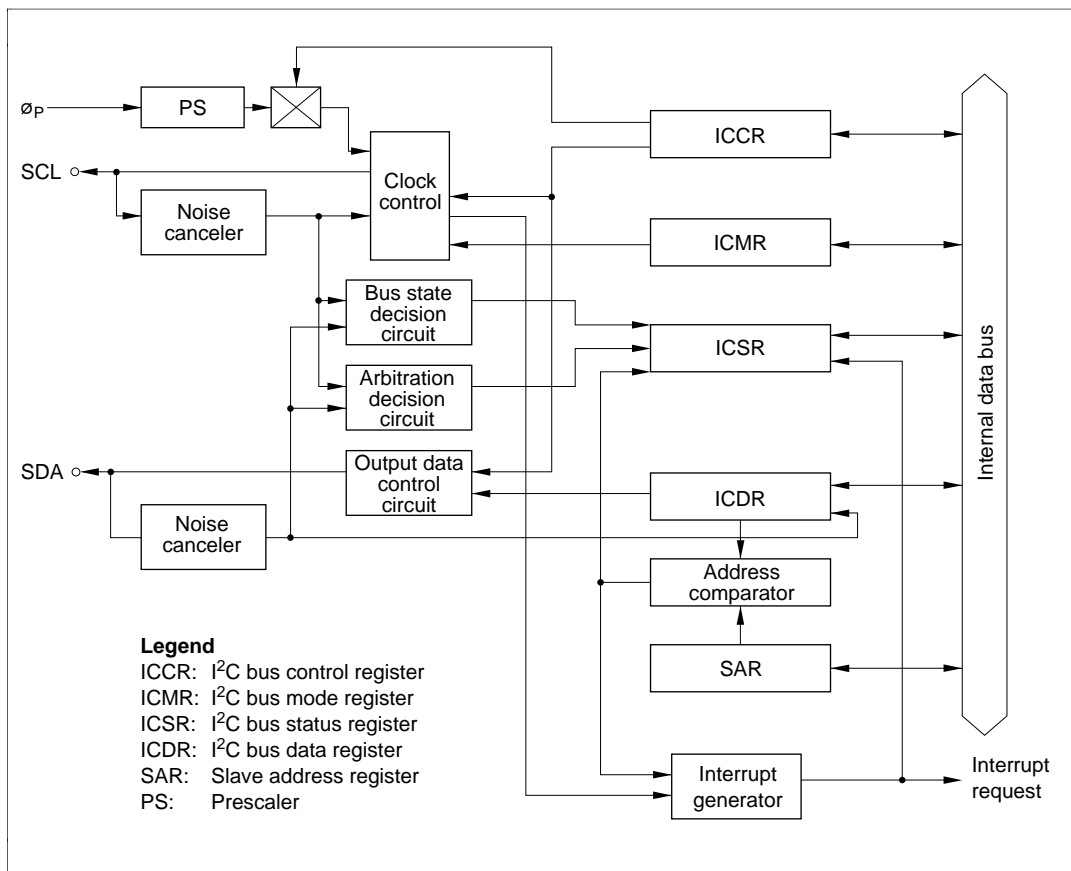 øP
PS
ICCR
SCL
Clock
control
Noise
canceler
ICMR
Bus state
decision
circuit
ICSR
Internal data bus
Arbitration
decision
circuit
SDA
Output data
control
circuit
ICDR
Noise
canceler
Address
comparator
SAR
Legend
ICCR: I²C bus control register
ICMR: I²C bus mode register
ICSR: I²C bus status register
ICDR: I²C bus data register
SAR: Slave address register
PS: Prescaler
Interrupt
generator
Interrupt
request